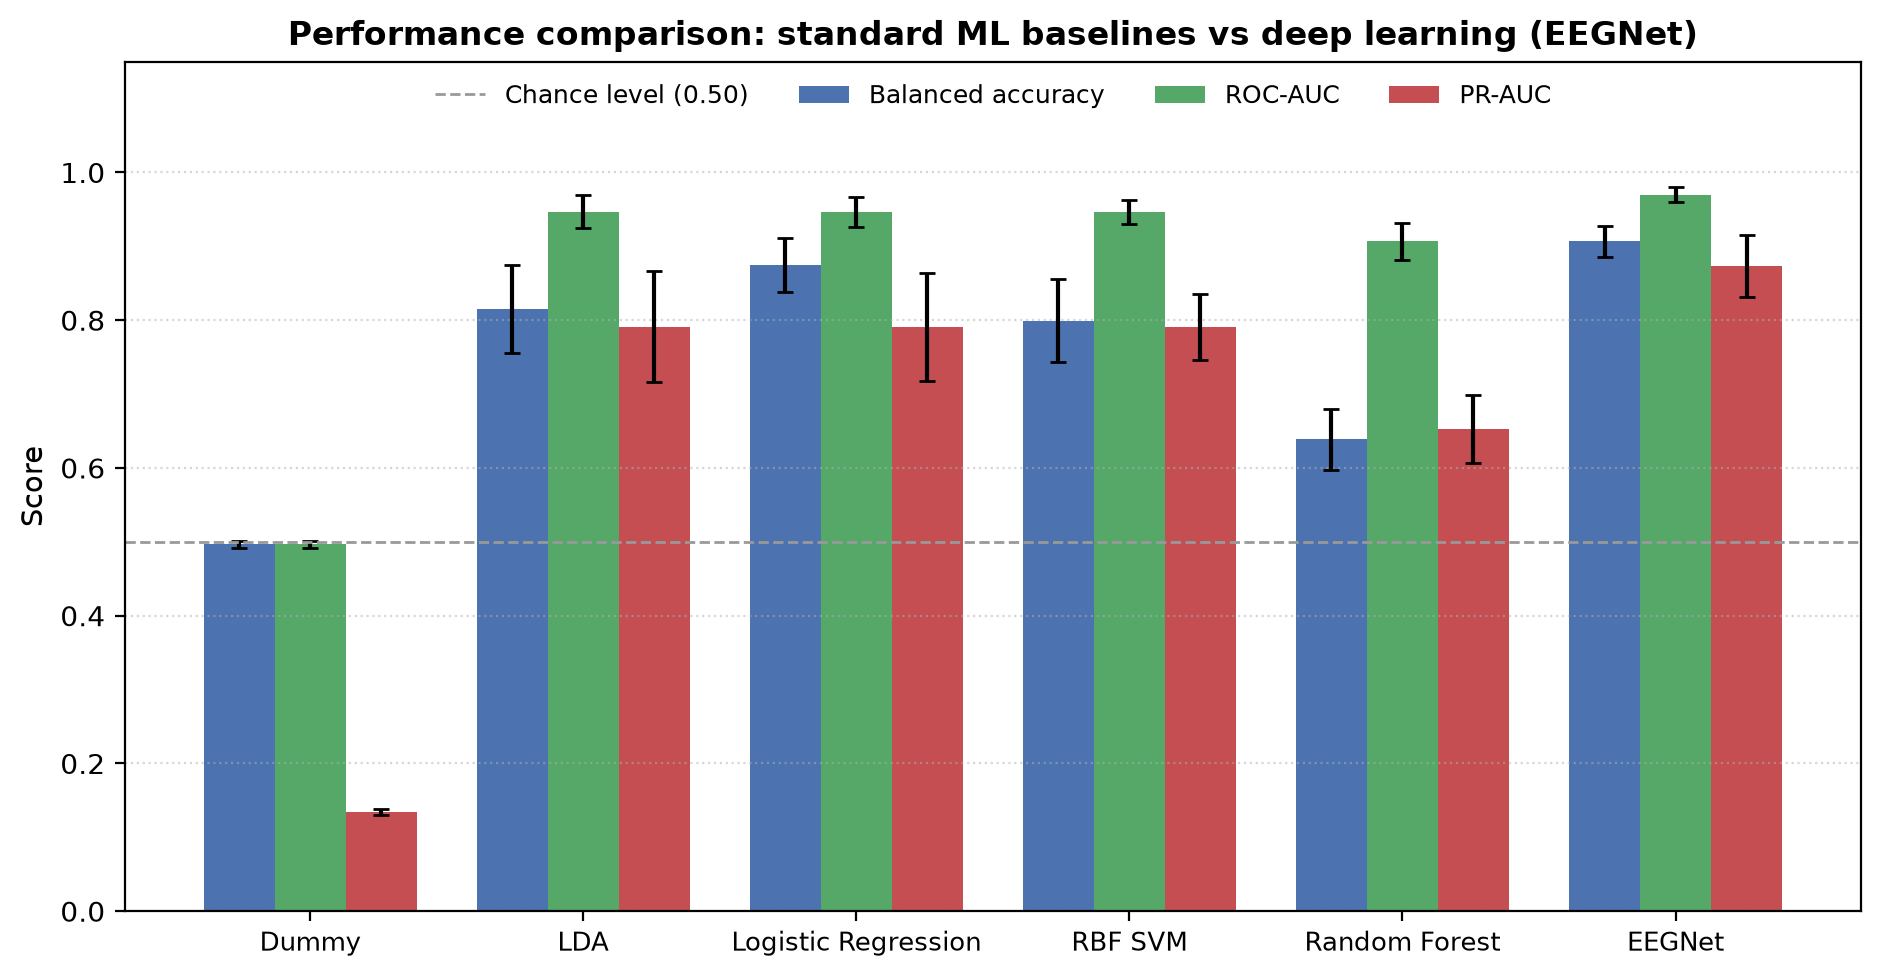 Performance comparison: standard ML baselines vs deep learning (EEGNet)
Chance level (0.50) Balanced accuracy ROC-AUC PR-AUC
Score
1.0
0.8
0.6
0.4
0.2
0.0
Dummy LDA Logistic Regression RBF SVM Random Forest EEGNet